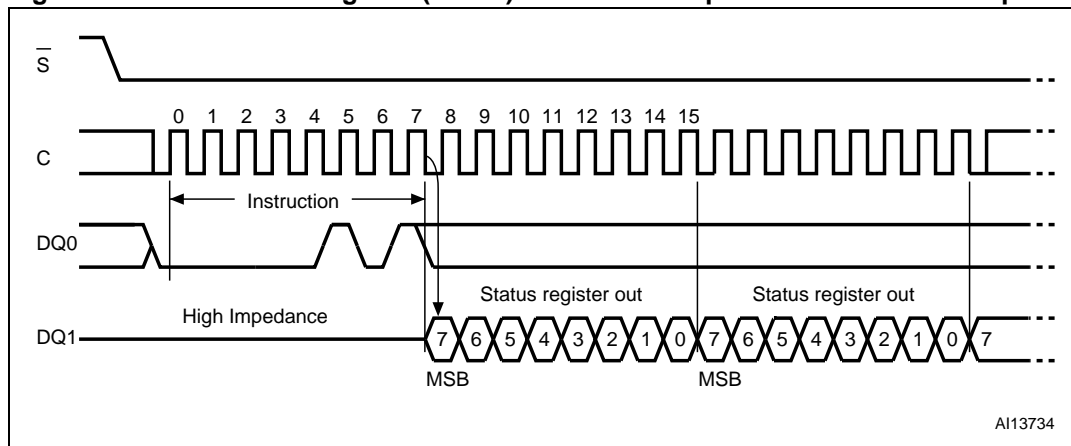 S
0 1 2 3 4 5 6 7 8 9 10 11 12 13 14 15
C
Instruction
DQ0
Status register out Status register out
High Impedance
DQ1 7 6 5 4 3 2 1 0 7 6 5 4 3 2 1 0 7
MSB MSB
AI13734